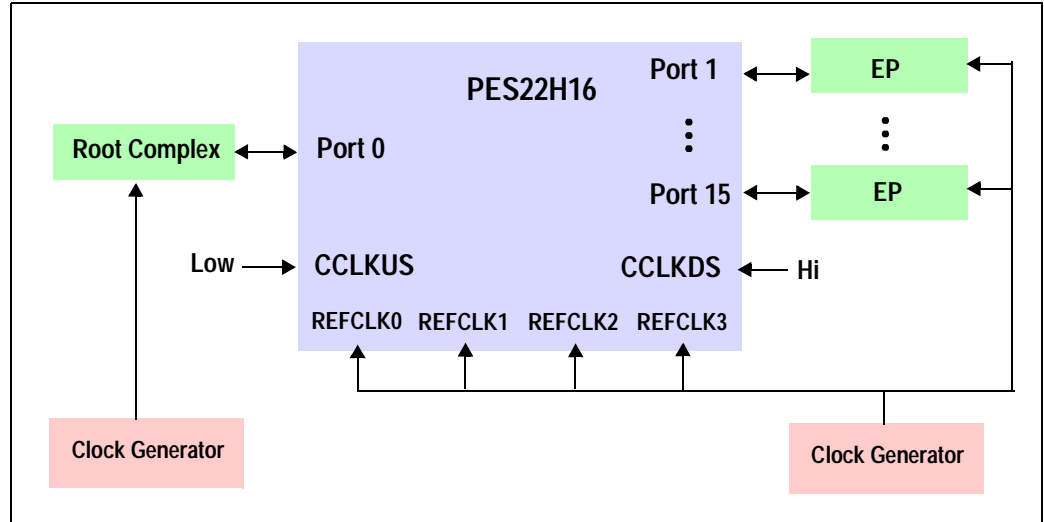 PES22H16
Port 1
EP
Root Complex
Port 0
Port 15
EP
Low
CCLKUS
CCLKDS
Hi
REFCLK0 REFCLK1 REFCLK2 REFCLK3
Clock Generator
Clock Generator